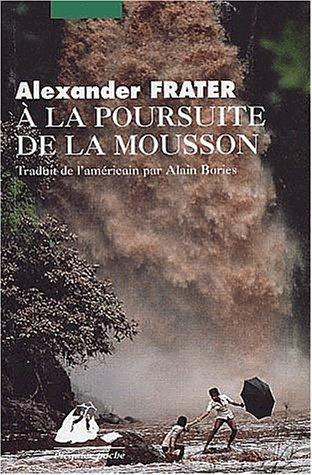 Alexander FRATER
À LA POURSUITE
DE LA MOUSSON
Traduit de l'américain par Alain Bories
Picquier poche